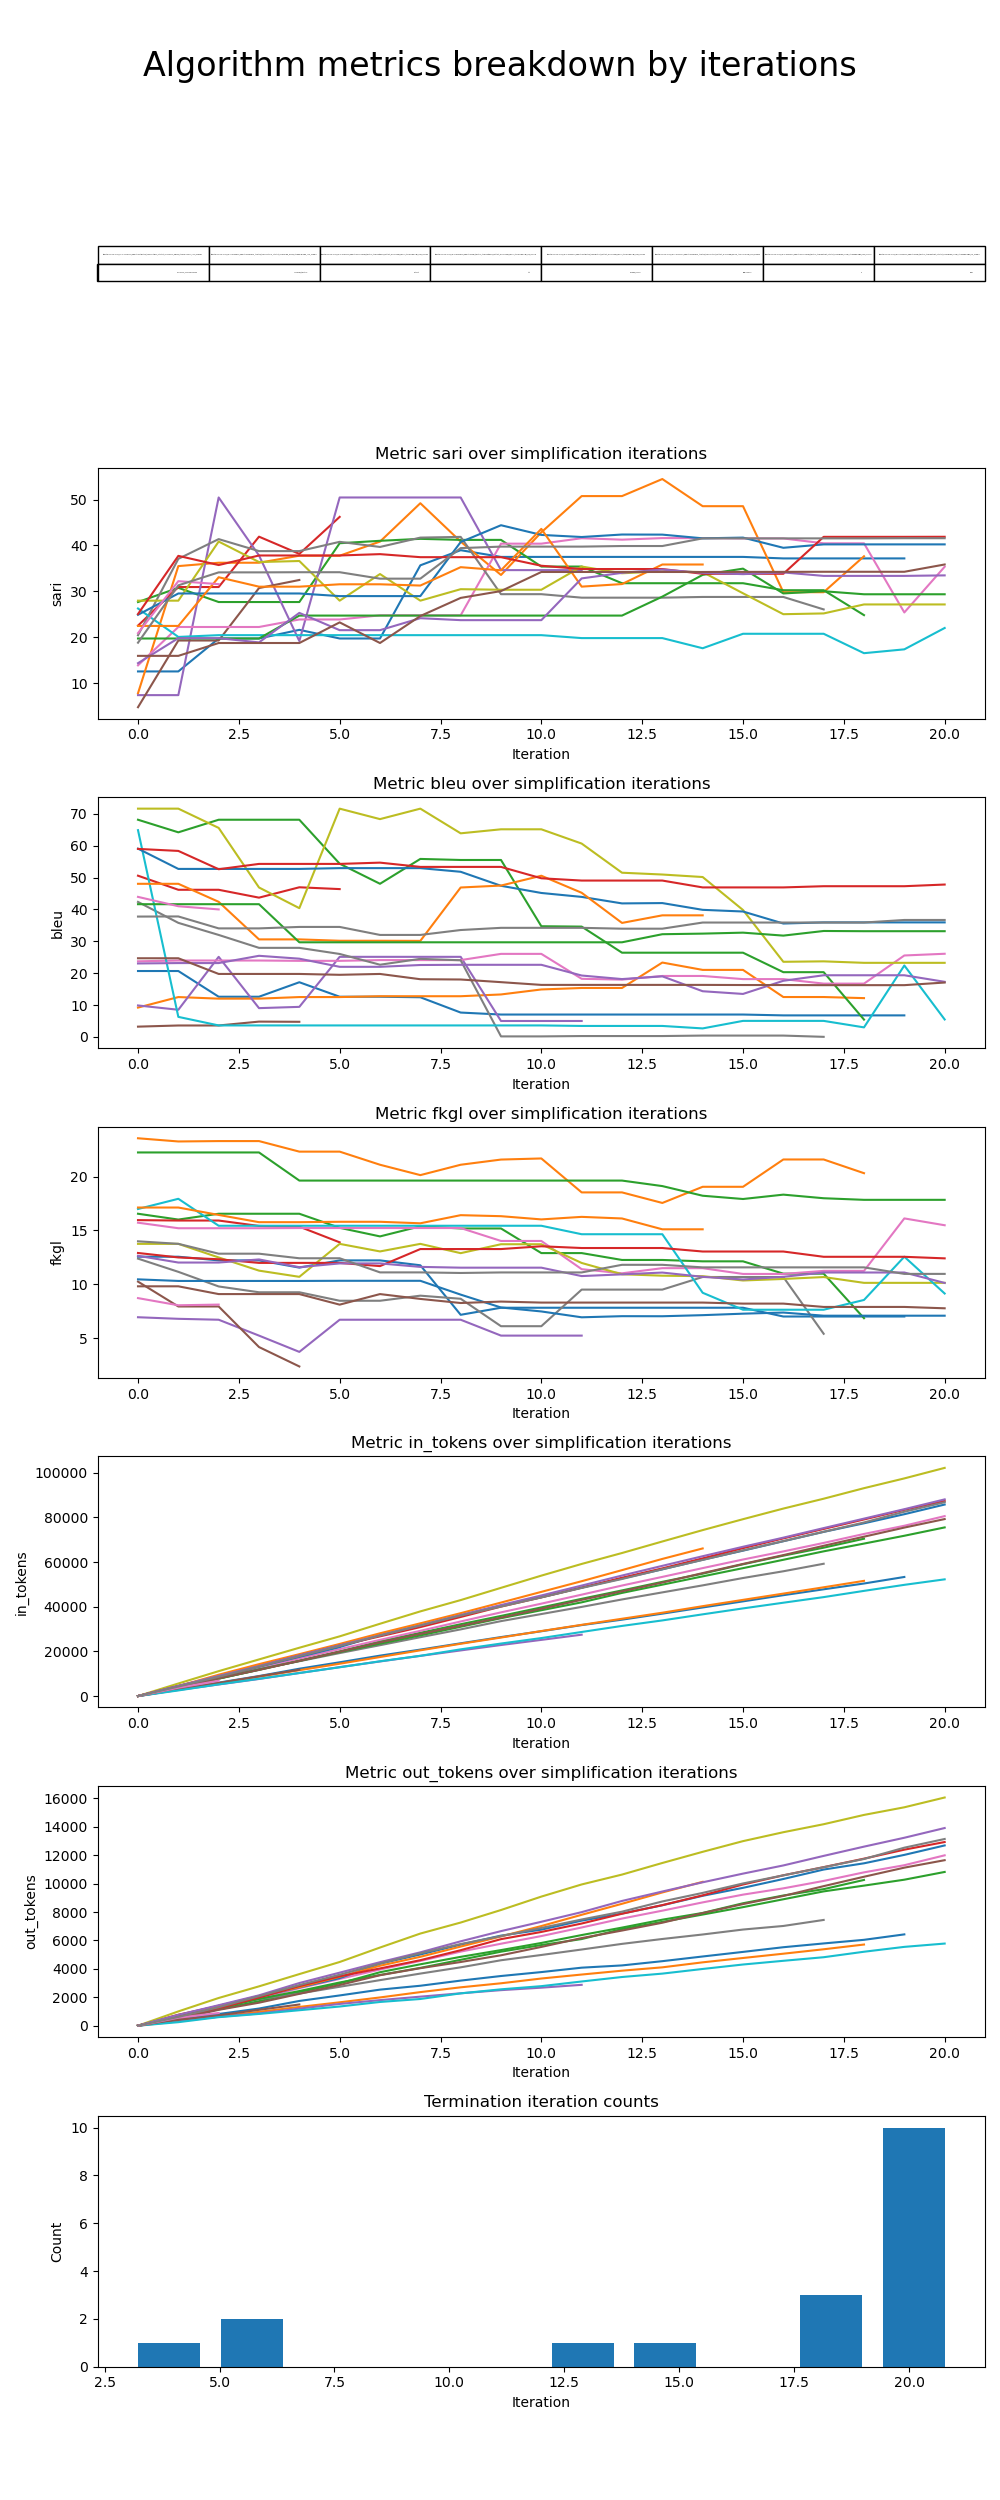 Algorithm metrics breakdown by iterations
Metric sari over simplification iterations
50
40
30
20
10
sari
0.0 2.5 5.0 7.5 10.0 12.5 15.0 17.5 20.0
Iteration
Metric bleu over simplification iterations
70
60
50
40
30
20
10
0
bleu
0.0 2.5 5.0 7.5 10.0 12.5 15.0 17.5 20.0
Iteration
Metric fkgl over simplification iterations
20
15
10
5
fkgl
0.0 2.5 5.0 7.5 10.0 12.5 15.0 17.5 20.0
Iteration
Metric in_tokens over simplification iterations
100000
80000
60000
40000
20000
0
in_tokens
0.0 2.5 5.0 7.5 10.0 12.5 15.0 17.5 20.0
Iteration
Metric out_tokens over simplification iterations
16000
14000
12000
10000
8000
6000
4000
2000
0
out_tokens
0.0 2.5 5.0 7.5 10.0 12.5 15.0 17.5 20.0
Iteration
Termination iteration counts
10
8
6
4
2
0
Count
2.5 5.0 7.5 10.0 12.5 15.0 17.5 20.0
Iteration